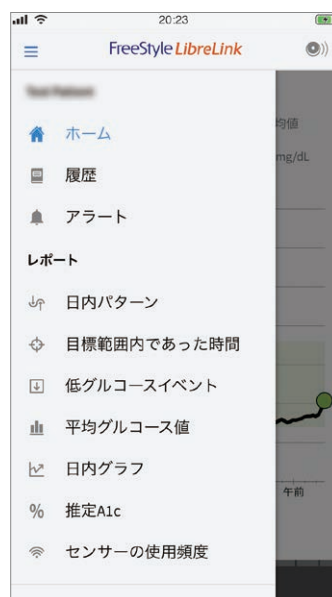 20:23
FreeStyle LibreLink
ホーム
履歴
アラート
レポート
日内パターン
目標範囲内であった時間
低グルコースイベント
平均グルコース値
日内グラフ
推定A1c
センサーの使用頻度
均値
mg/dL
午前